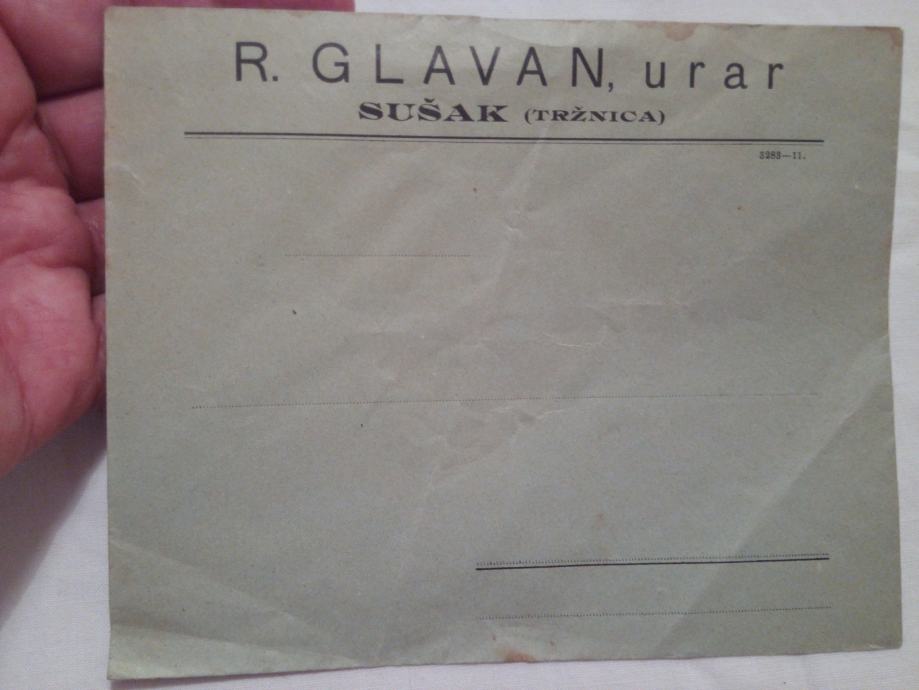 R. GLAVAN, urar
SUŠAK (TRŽNICA)
3283—11.